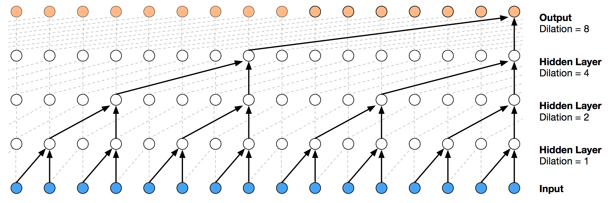 Output
Dilation = 8
Hidden Layer
Dilation = 4
Hidden Layer
Dilation = 2
Hidden Layer
Dilation = 1
Input